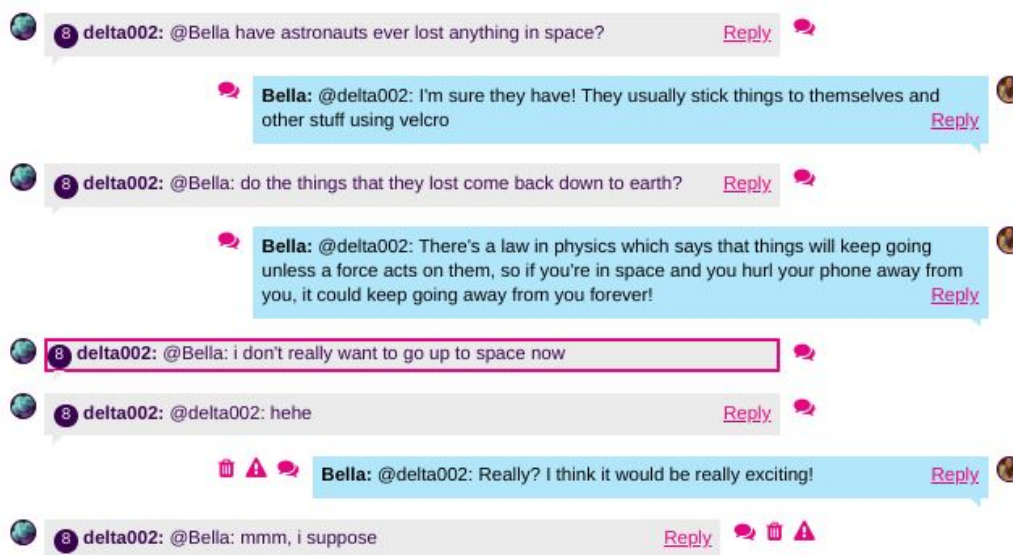 8 delta002: @Bella have astronauts ever lost anything in space? Reply
Bella: @delta002: I'm sure they have! They usually stick things to themselves and
other stuff using velcro Reply
8 delta002: @Bella: do the things that they lost come back down to earth? Reply
Bella: @delta002: There's a law in physics which says that things will keep going
unless a force acts on them, so if you're in space and you hurl your phone away from
you, it could keep going away from you forever! Reply
8 delta002: @Bella: i don't really want to go up to space now
8 delta002: @delta002: hehe Reply
Bella: @delta002: Really? I think it would be really exciting! Reply
8 delta002: @Bella: mmm, i suppose Reply